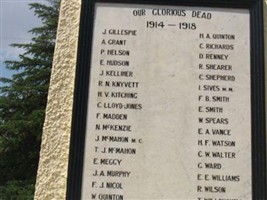 OUR GLORIOUS DEAD
1914 - 1918
J. GILLESPIE
A. GRANT
P. HELSON
E. HUDSON
J. KELLIHER
R. N. KNYVETT
H. V. KITCHING
C. LLOYD-JONES
F. MADDEN
N. McKENZIE
J. McMAHON M.C.
T. J. McMAHON
E. MEGGY
J. A. MURPHY
F. J. NICOL
W. QUINTON
H. A. QUINTON
C. RICHARDS
D. RENNEY
R. SHEARER
C. SHEPHERD
J. SIVES M.M.
F. B. SMITH
E. SMITH
W. SPEARS
E. A. VANCE
H. F. WATSON
G. W. WALTER
G. WARD
E. E. WILLIAMS
R. WILSON